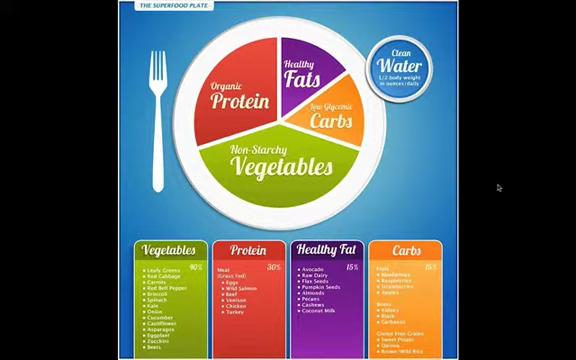 THE SUPERFOOD PLATE
Healthy
Fats
Organic
Protein
Low Glycemic
Carbs
Non-Starchy
Vegetables
Clean
Water
1/2 body weight
in ounces/daily
Vegetables
40%
Leafy Greens
Red Cabbage
Carrots
Red Bell Pepper
Broccoli
Spinach
Kale
Onion
Cucumber
Cauliflower
Asparagus
Eggplant
Zucchini
Beets
Protein
30%
Meat
(Grass Fed)
Eggs
Wild Salmon
Beef
Venison
Chicken
Turkey
Healthy Fat
15%
Avocado
Raw Dairy
Flax Seeds
Pumpkin Seeds
Almonds
Pecans
Cashews
Coconut Milk
Carbs
15%
Fruits
Blueberries
Raspberries
Strawberries
Apples
Beans
Kidney
Black
Garbanzo
Gluten Free Grains
Sweet Potato
Quinoa
Brown/Wild Rice